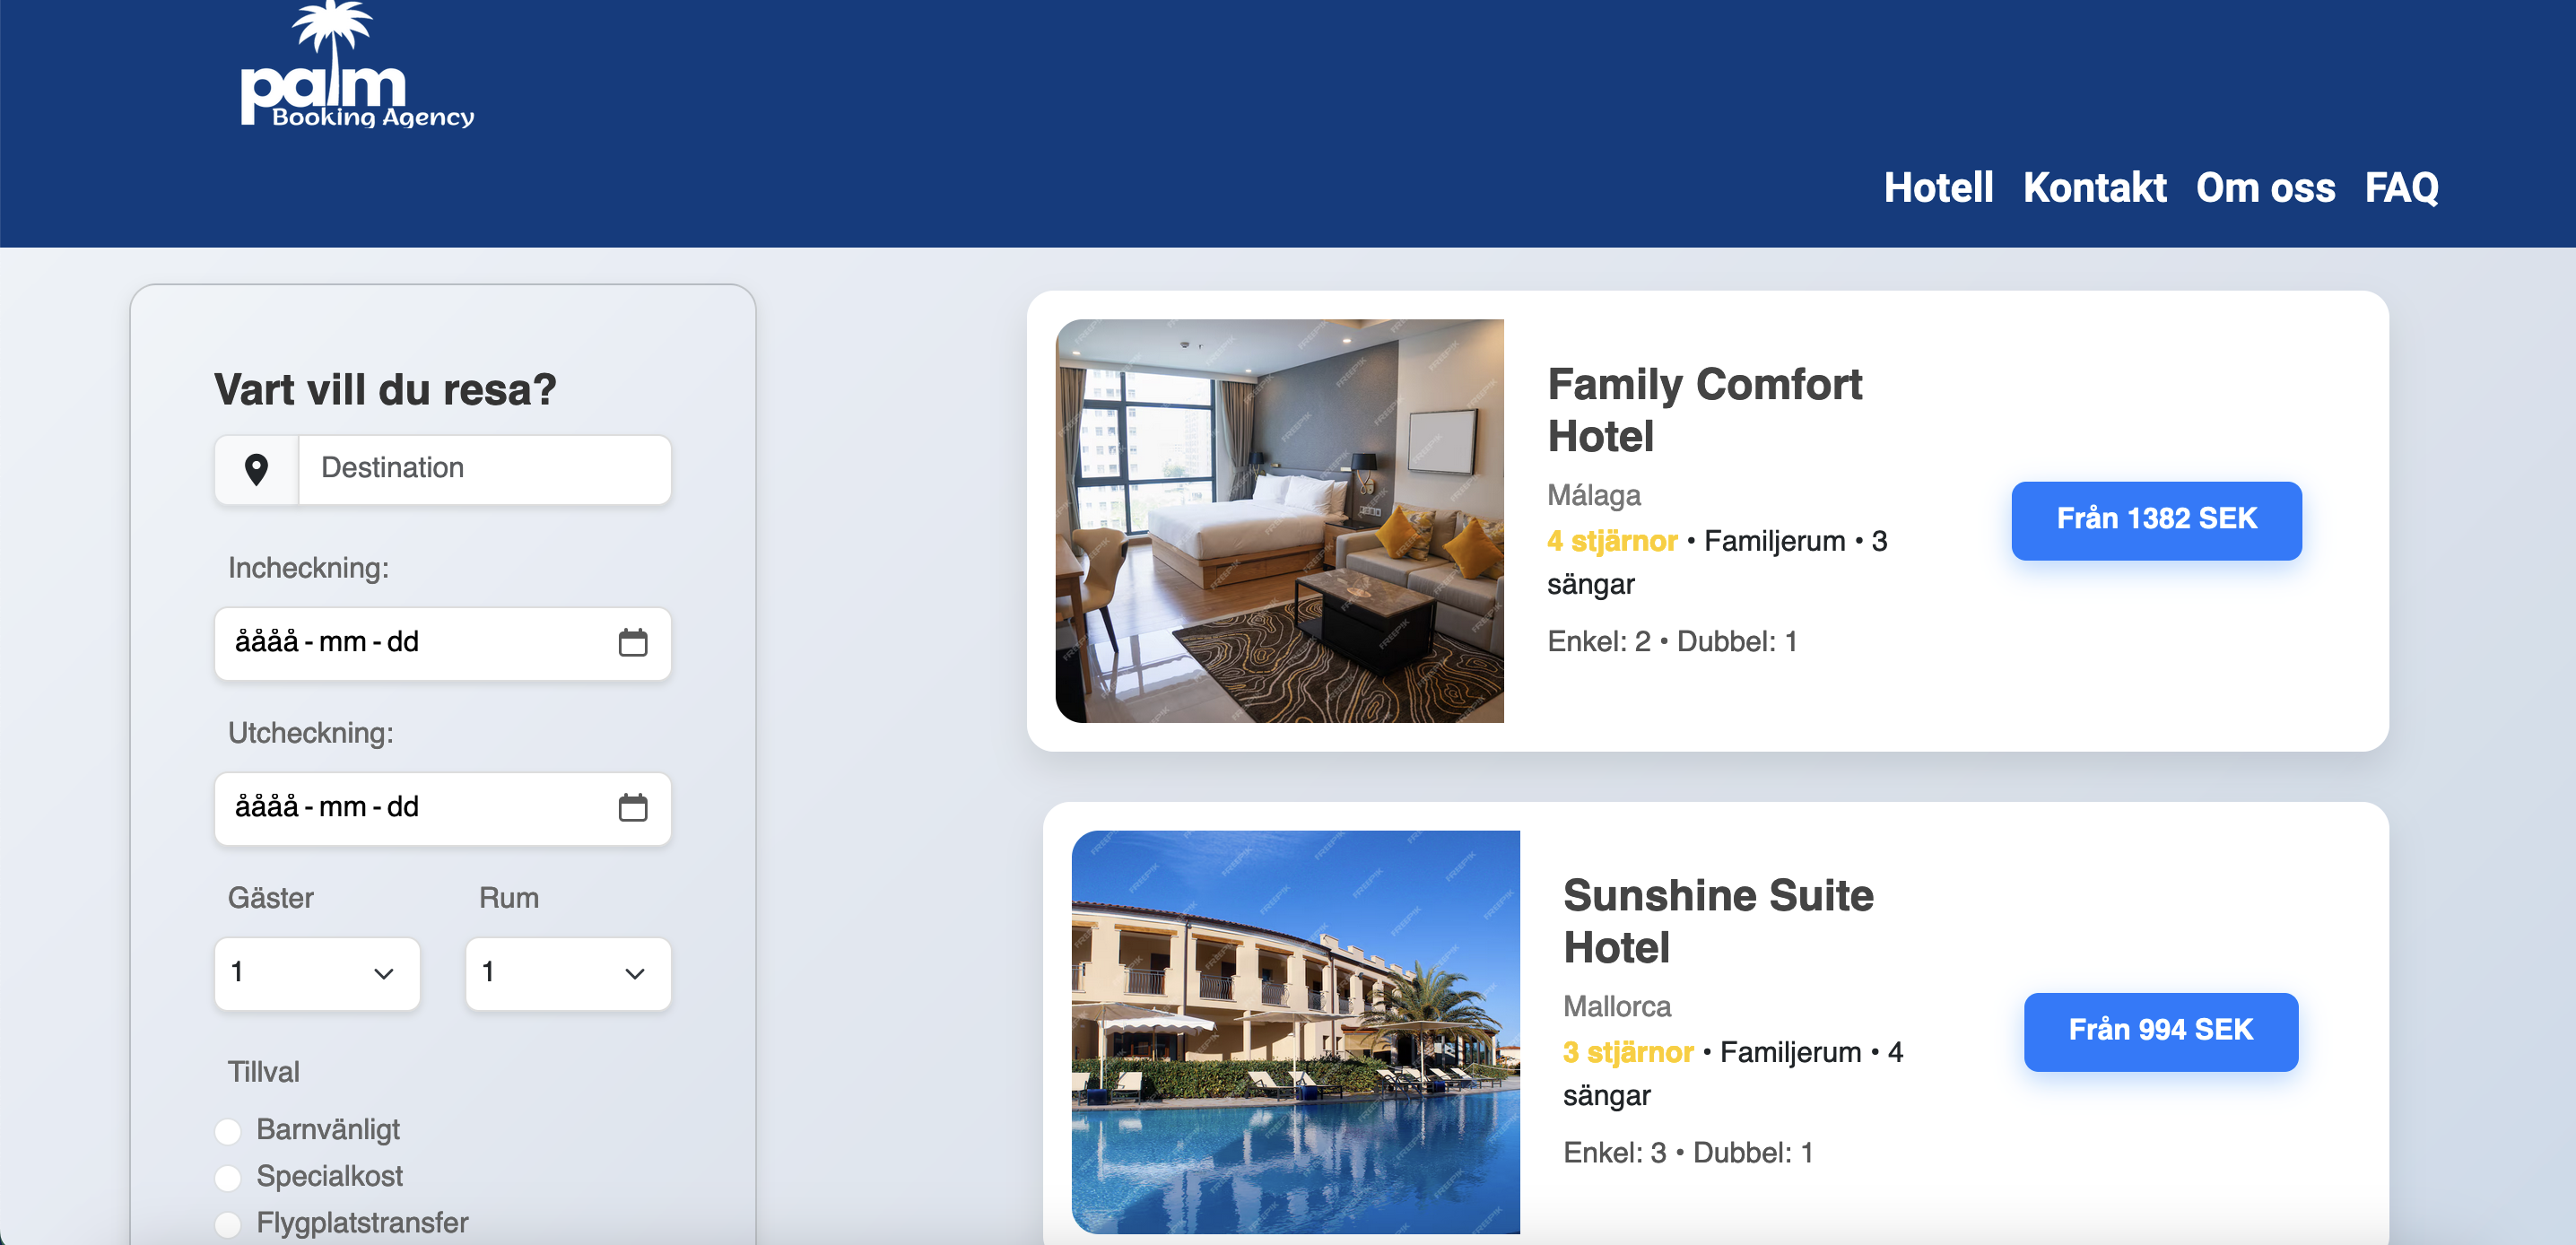 palm
Booking Agency
Hotell Kontakt Om oss FAQ
Vart vill du resa?
Destination
Incheckning:
åååå-mm-dd
Utcheckning:
åååå-mm-dd
Gäster Rum
1 1
Tillval
Barnvänligt
Specialkost
Flygplatstransfer
FREEPIK
Family Comfort
Hotel
Málaga
4 stjärnor • Familjerum • 3
sängar
Enkel: 2 • Dubbel: 1
Från 1382 SEK
FREEPIK
Sunshine Suite
Hotel
Mallorca
3 stjärnor • Familjerum • 4
sängar
Enkel: 3 • Dubbel: 1
Från 994 SEK